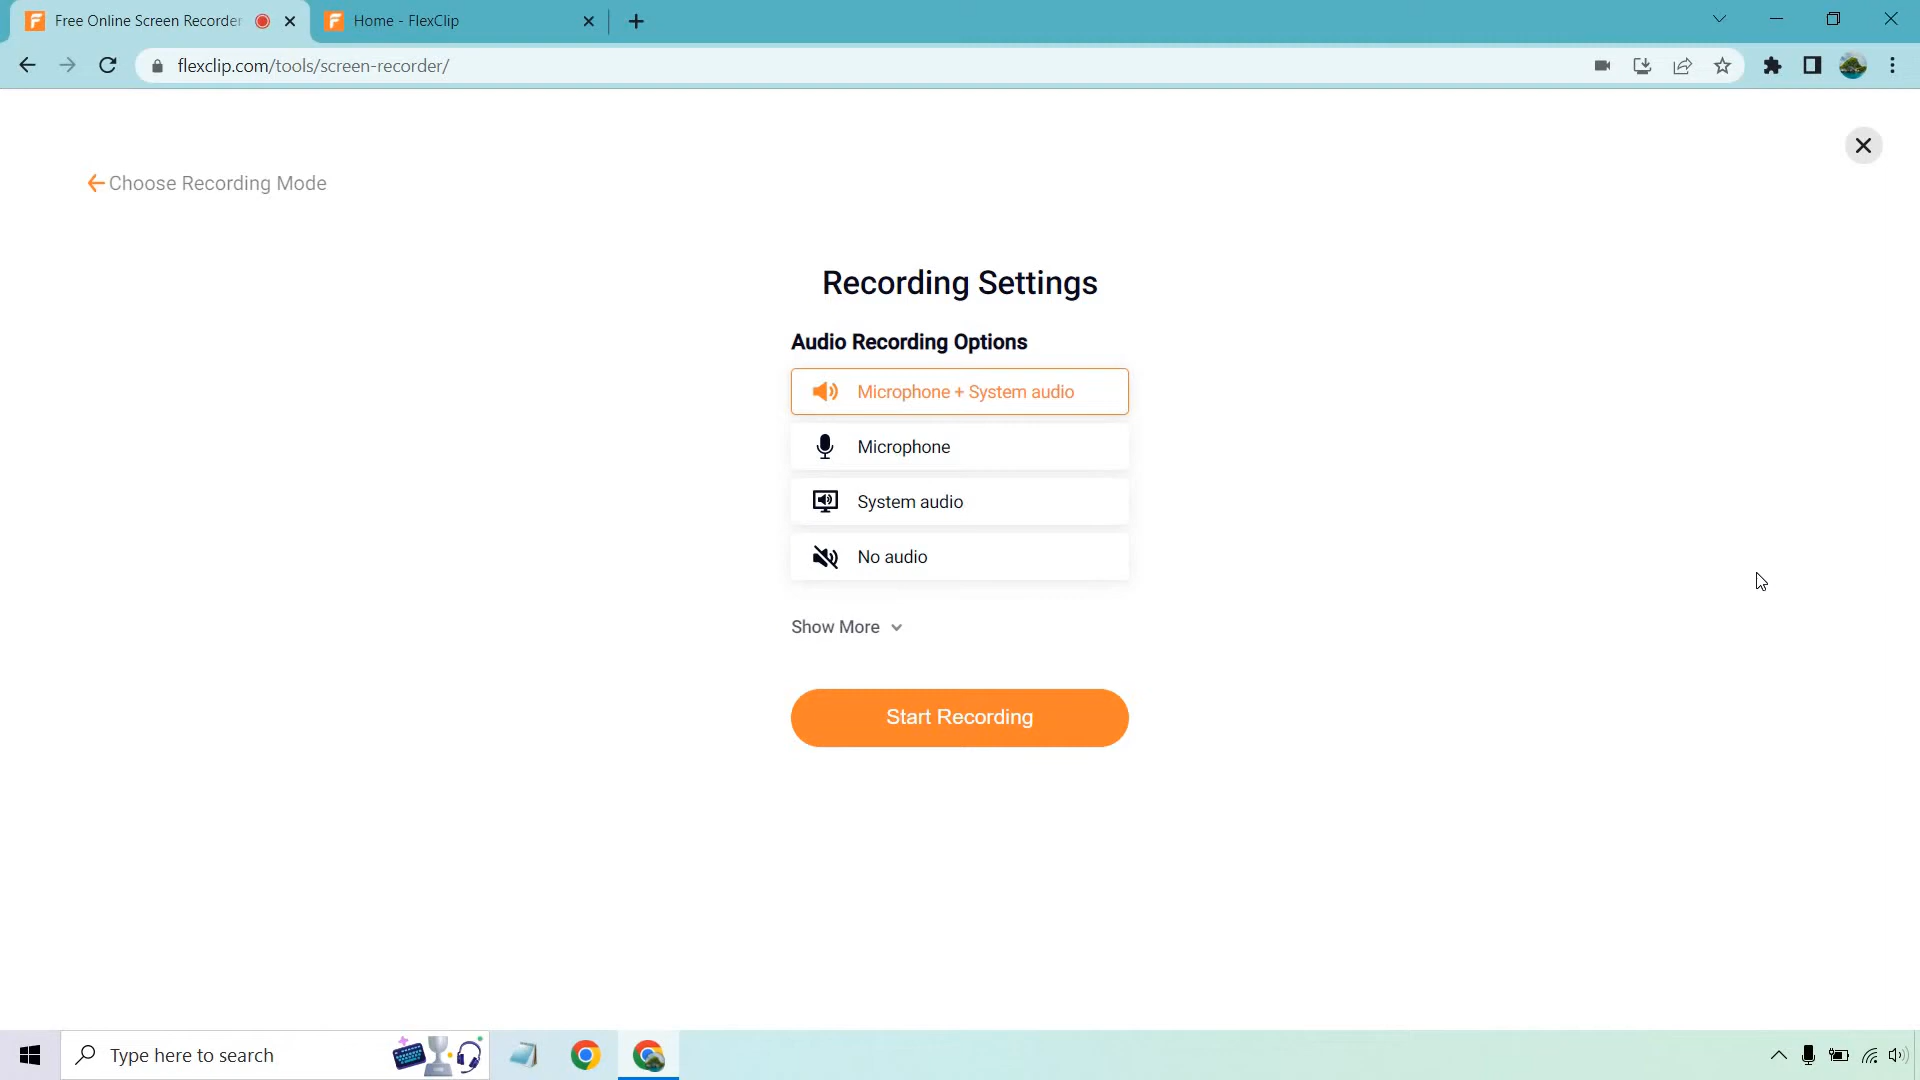 Free Online Screen Recorder
Home - FlexClip
flexclip.com/tools/screen-recorder/
Choose Recording Mode
Recording Settings
Audio Recording Options
Microphone + System audio
Microphone
System audio
No audio
Show More
Start Recording
Type here to search